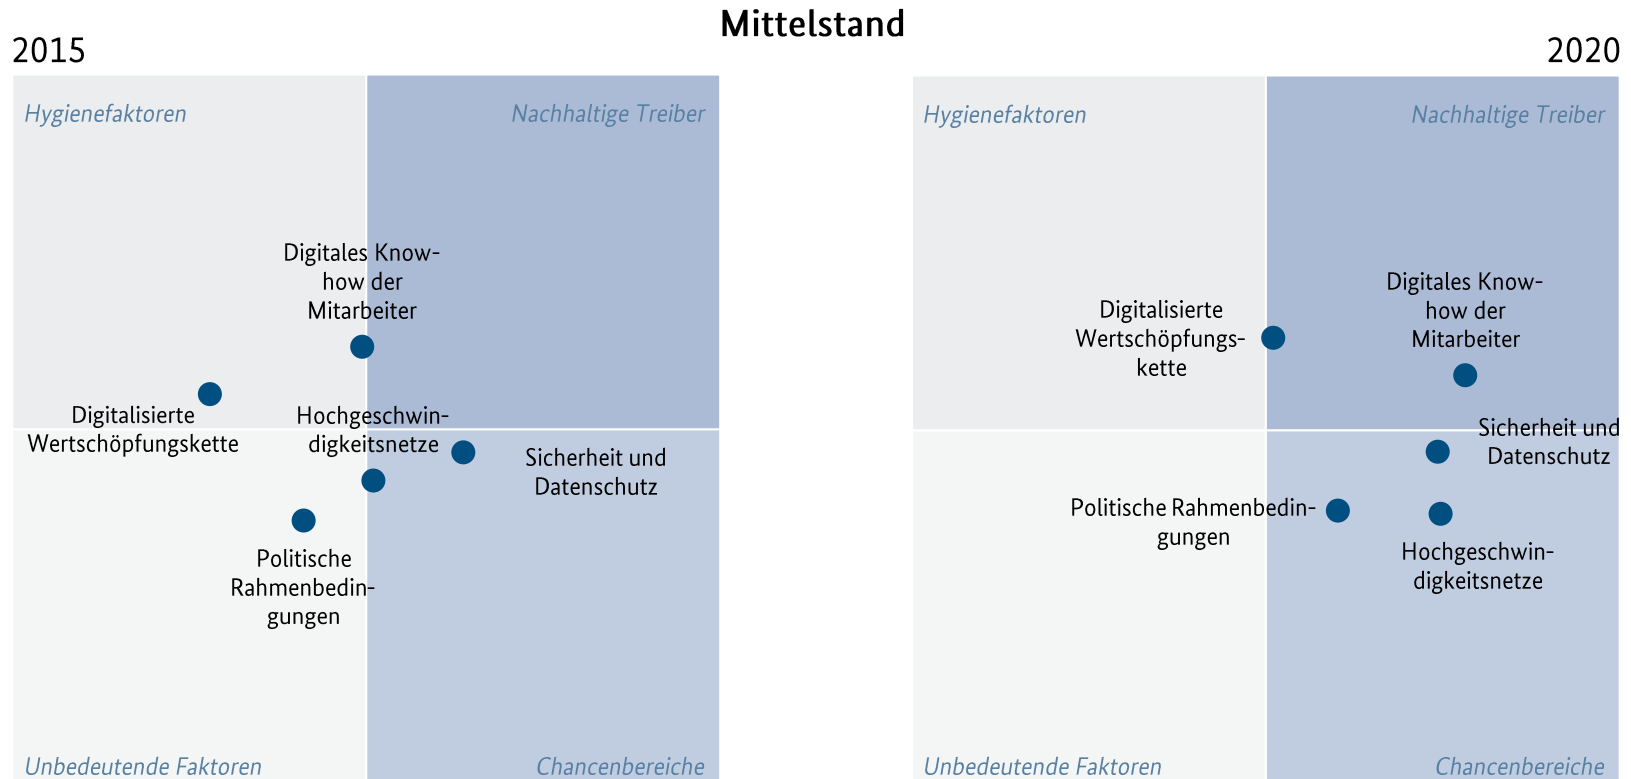 Mittelstand
2015
Hygienefaktoren
Nachhaltige Treiber
Digitales Know-
how der
Mitarbeiter
Digitalisierte
Wertschöpfungskette
Hochgeschwin-
digkeitsnetze
Sicherheit und
Datenschutz
Politische
Rahmenbedin-
gungen
Unbedeutende Faktoren
Chancenbereiche
2020
Hygienefaktoren
Nachhaltige Treiber
Digitalisierte
Wertschöpfungs-
kette
Digitales Know-
how der
Mitarbeiter
Sicherheit und
Datenschutz
Politische Rahmenbedin-
gungen
Hochgeschwin-
digkeitsnetze
Unbedeutende Faktoren
Chancenbereiche